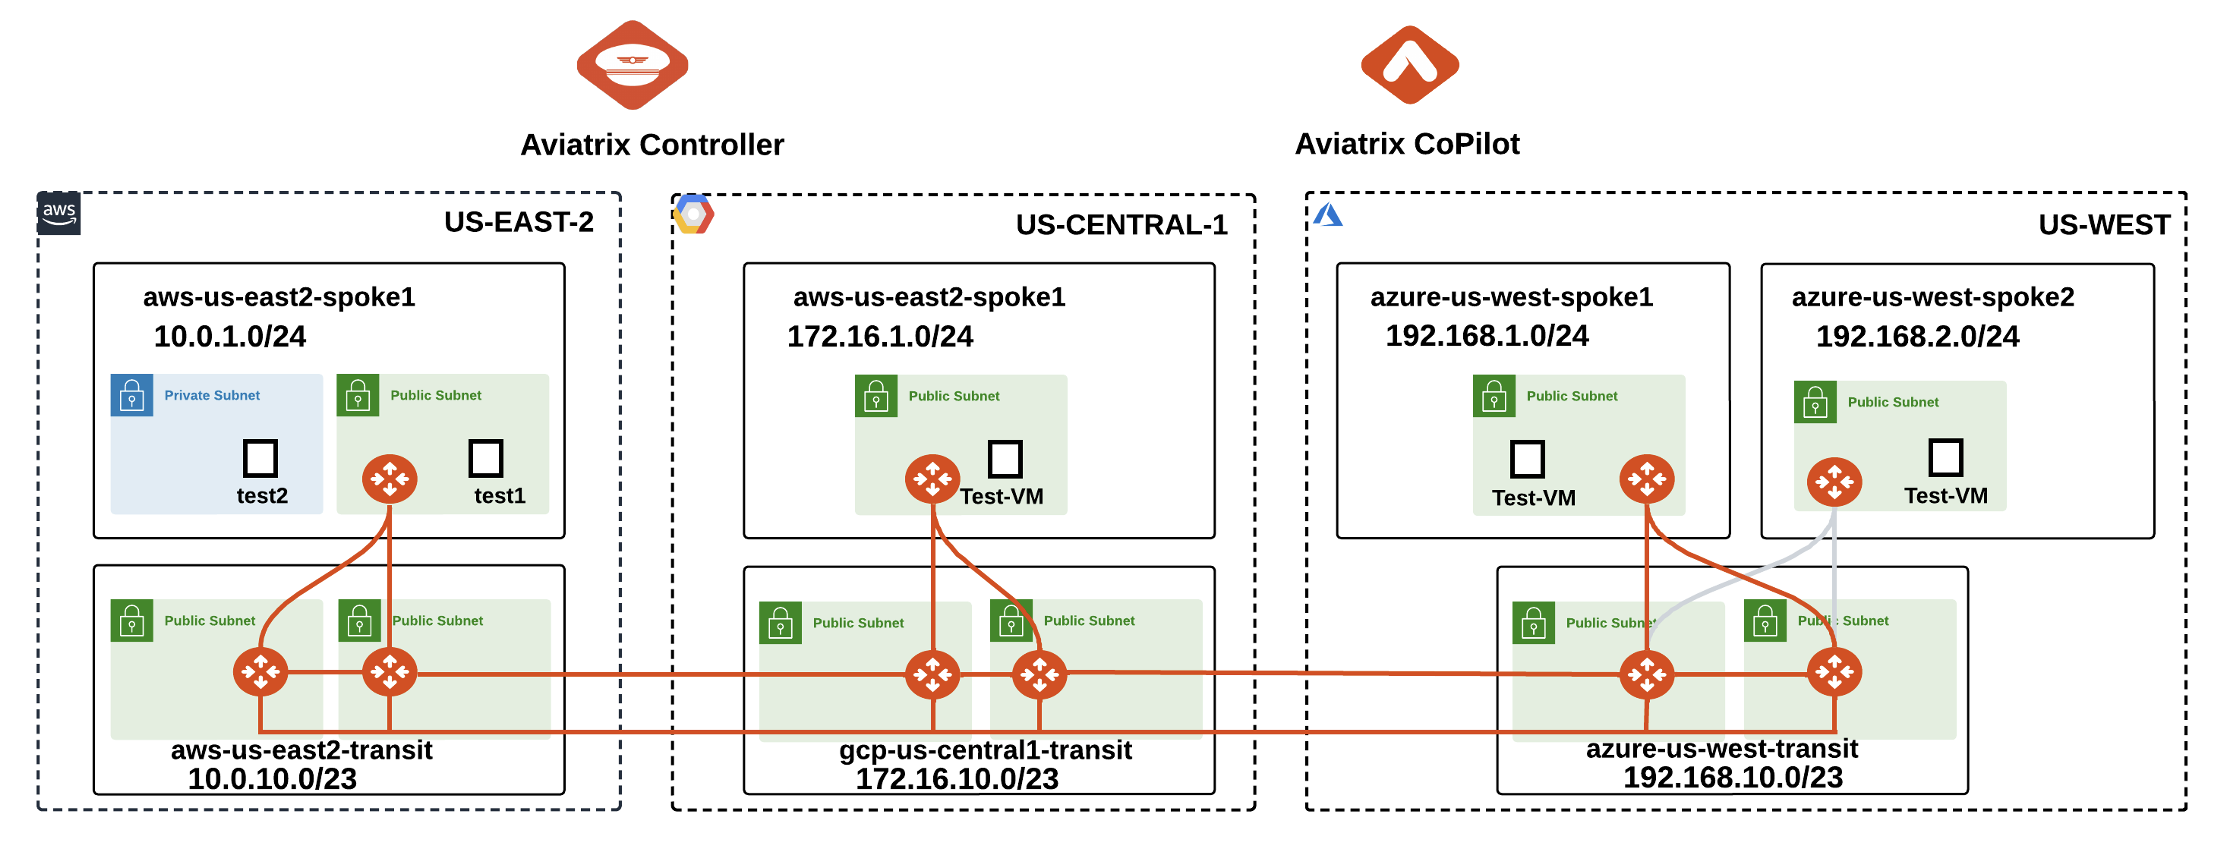 Aviatrix Controller
Aviatrix CoPilot
aws
US-EAST-2
aws-us-east2-spoke1
10.0.1.0/24
Private Subnet
test2
Public Subnet
test1
Public Subnet
Public Subnet
aws-us-east2-transit
10.0.10.0/23
US-CENTRAL-1
aws-us-east2-spoke1
172.16.1.0/24
Public Subnet
Test-VM
Public Subnet
Public Subnet
gcp-us-central1-transit
172.16.10.0/23
US-WEST
azure-us-west-spoke1
192.168.1.0/24
Public Subnet
Test-VM
azure-us-west-spoke2
192.168.2.0/24
Public Subnet
Test-VM
Public Subnet
Public Subnet
azure-us-west-transit
192.168.10.0/23